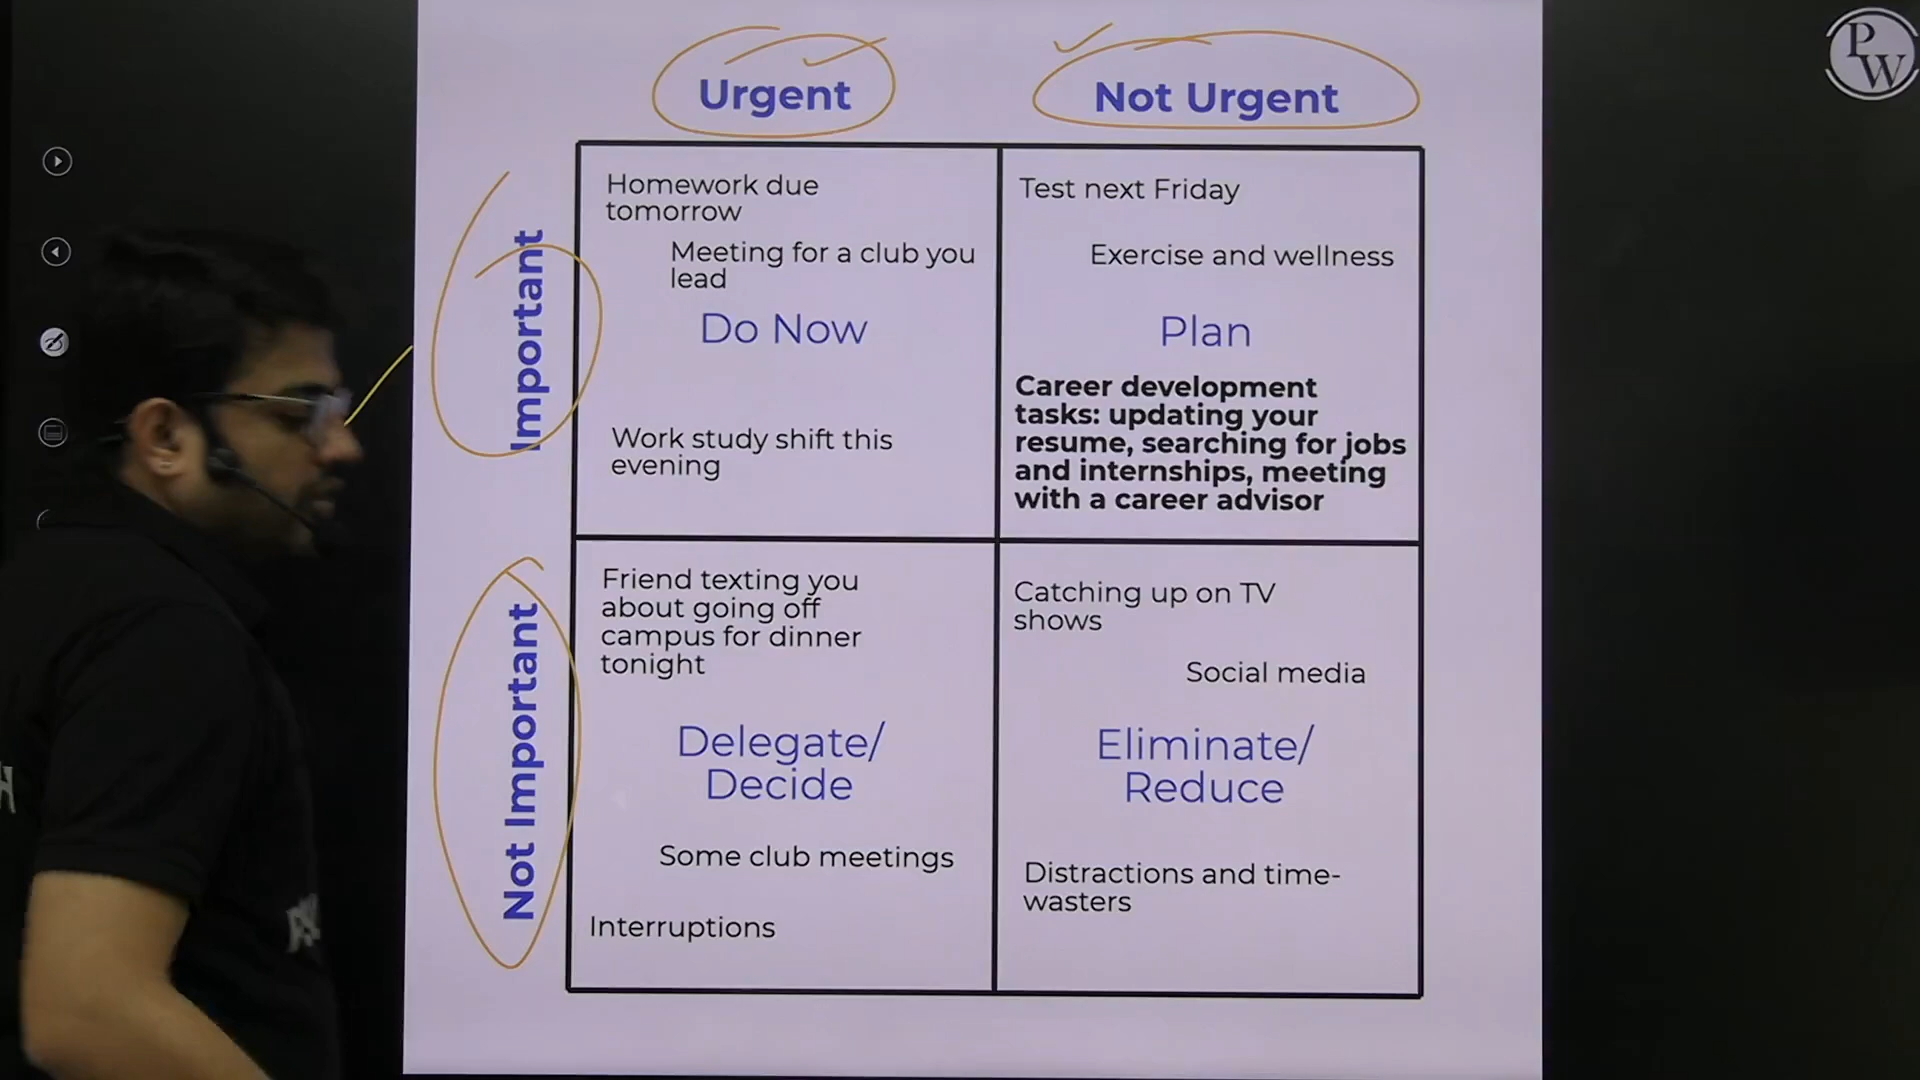 PW
Urgent
Not Urgent
Important
Homework due
tomorrow
Meeting for a club you
lead
Do Now
Work study shift this
evening
Test next Friday
Exercise and wellness
Plan
Career development
tasks: updating your
resume, searching for jobs
and internships, meeting
with a career advisor
Not Important
Friend texting you
about going off
campus for dinner
tonight
Delegate/
Decide
Some club meetings
Interruptions
Catching up on TV
shows
Social media
Eliminate/
Reduce
Distractions and time-
wasters